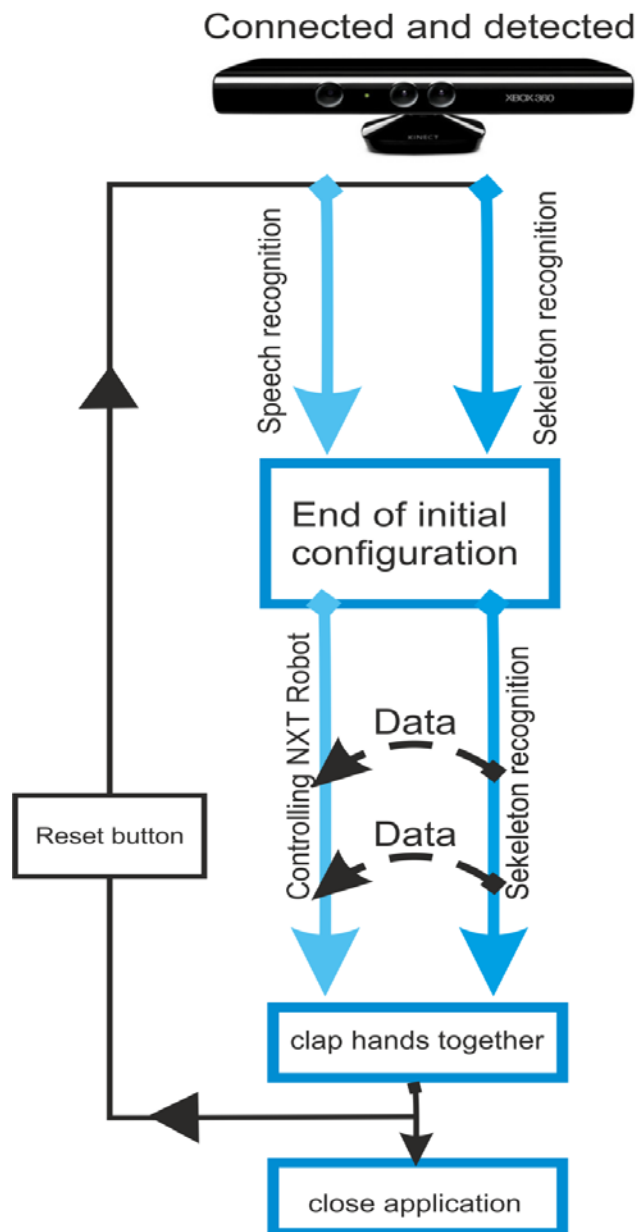 Connected and detected
XBOX 360
KINECT
Speech recognition
Sekeleton recognition
End of initial
configuration
Controlling NXT Robot
Data
Data
Sekeleton recognition
Reset button
clap hands together
close application